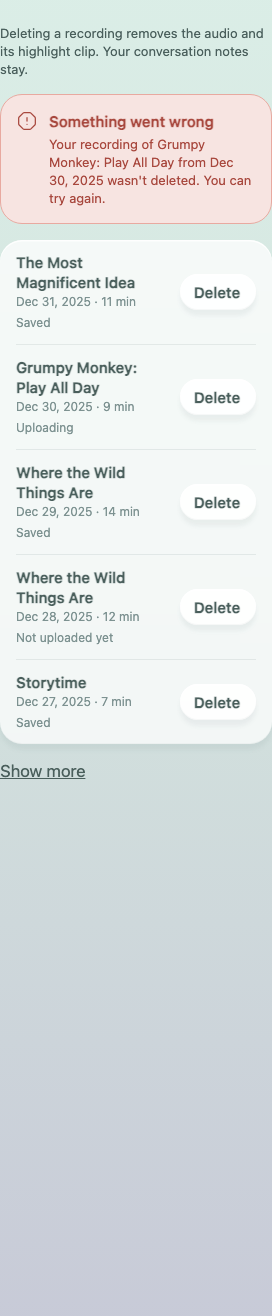 Deleting a recording removes the audio and
its highlight clip. Your conversation notes
stay.
Something went wrong
Your recording of Grumpy
Monkey: Play All Day from Dec
30, 2025 wasn't deleted. You can
try again.
The Most
Magnificent Idea
Dec 31, 2025 · 11 min
Saved
Delete
Grumpy Monkey:
Play All Day
Dec 30, 2025 · 9 min
Uploading
Delete
Where the Wild
Things Are
Dec 29, 2025 · 14 min
Saved
Delete
Where the Wild
Things Are
Dec 28, 2025 · 12 min
Not uploaded yet
Delete
Storytime
Dec 27, 2025 · 7 min
Saved
Delete
Show more